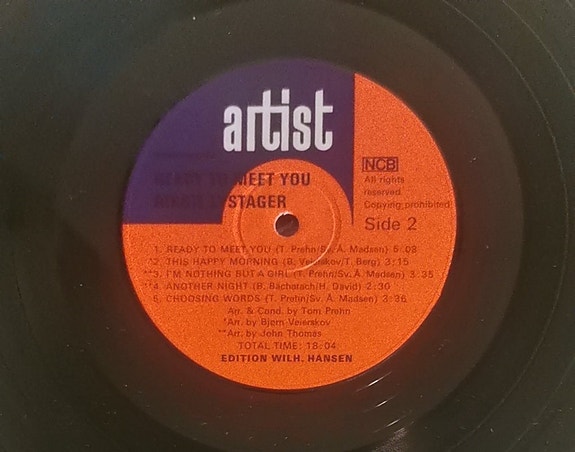 artist
READY TO MEET YOU
STAGER
NCB
All rights
reserved
Copying prohibited
Side 2
1. READY TO MEET YOU (T. Prehn/Sv. Å. Madsen) 5:08
*2. THIS HAPPY MORNING (B. Veierskov/T. Berg) 3:15
**3. I'M NOTHING BUT A GIRL (T. Prehn/Sv. Å. Madsen) 3:35
**4. ANOTHER NIGHT (B. Bacharach/H. David) 2:30
5. CHOOSING WORDS (T. Prehn/Sv. Å. Madsen) 3:36
Arr. & Cond. by Tom Prehn
*Arr. by Bjørn Veierskov
**Arr. by John Thomas
TOTAL TIME: 18:04
EDITION WILH. HANSEN